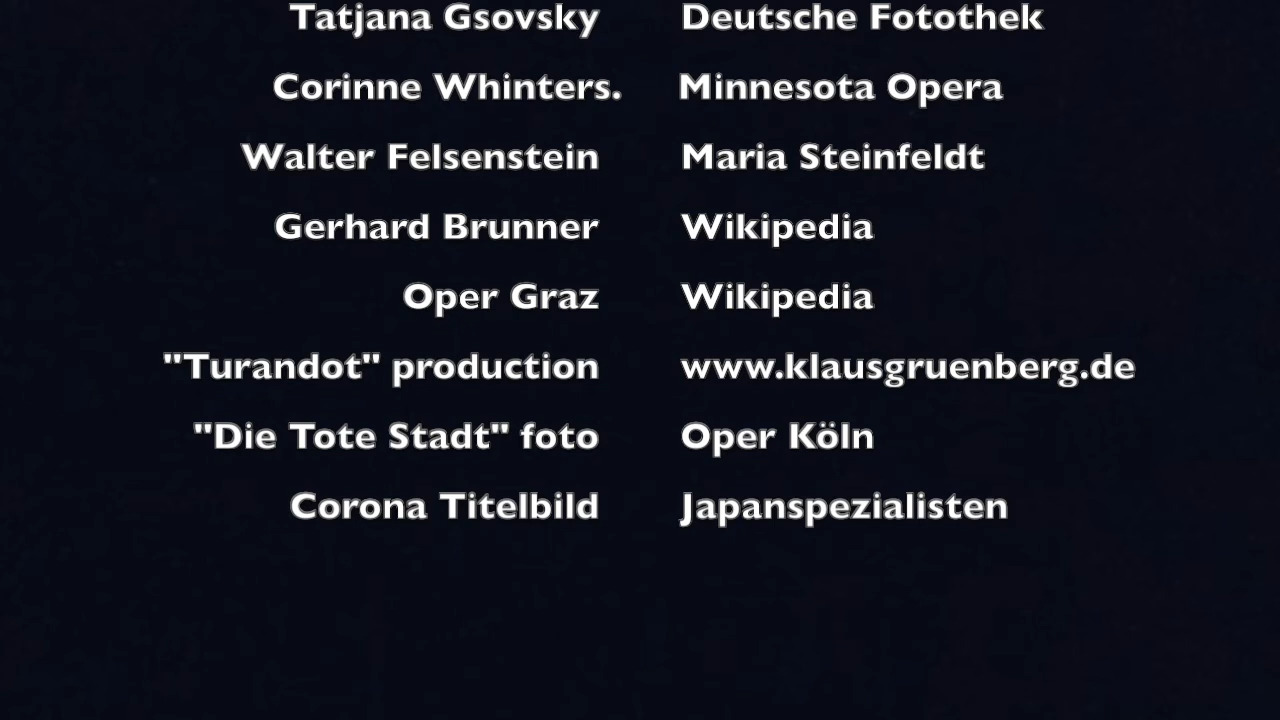 Tatjana Gsovsky Deutsche Fotothek
Corinne Whinters. Minnesota Opera
Walter Felsenstein Maria Steinfeldt
Gerhard Brunner Wikipedia
Oper Graz Wikipedia
"Turandot" production www.klausgruenberg.de
"Die Tote Stadt" foto Oper Köln
Corona Titelbild Japanspezialisten